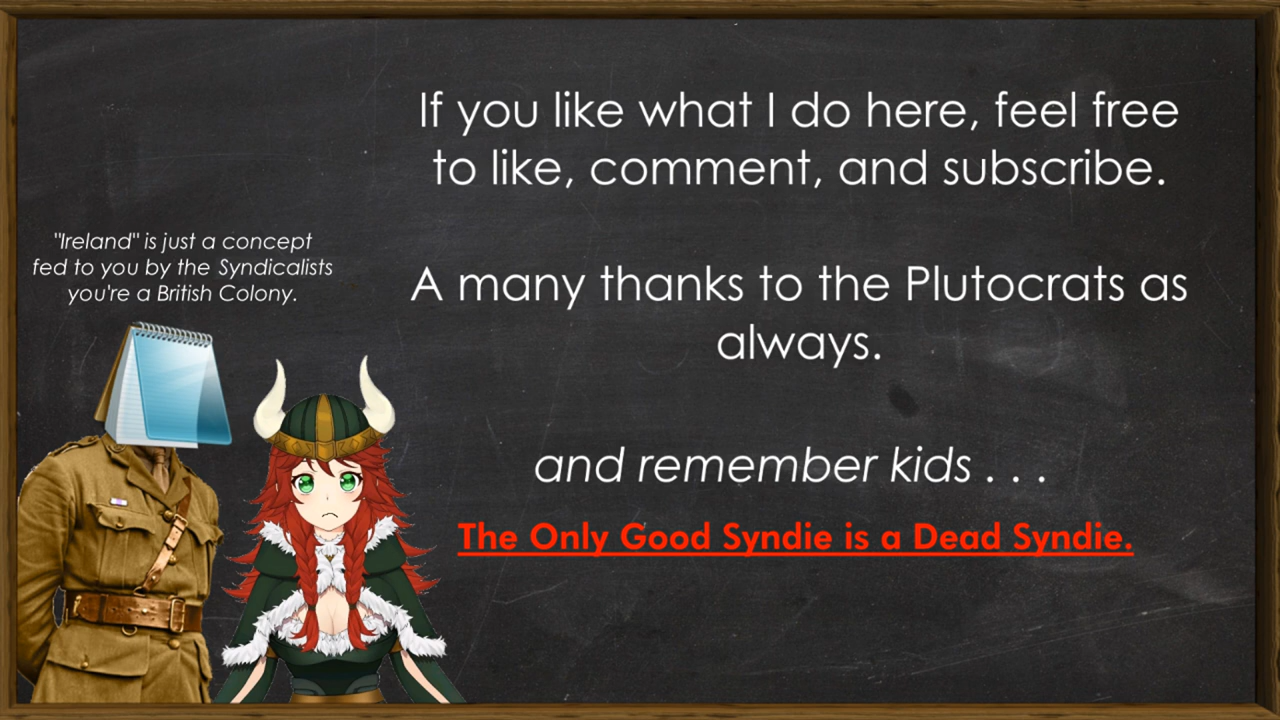 If you like what I do here, feel free
to like, comment, and subscribe.
"Ireland" is just a concept
fed to you by the Syndicalists
you're a British Colony.
A many thanks to the Plutocrats as
always.
and remember kids . . .
The Only Good Syndie is a Dead Syndie.